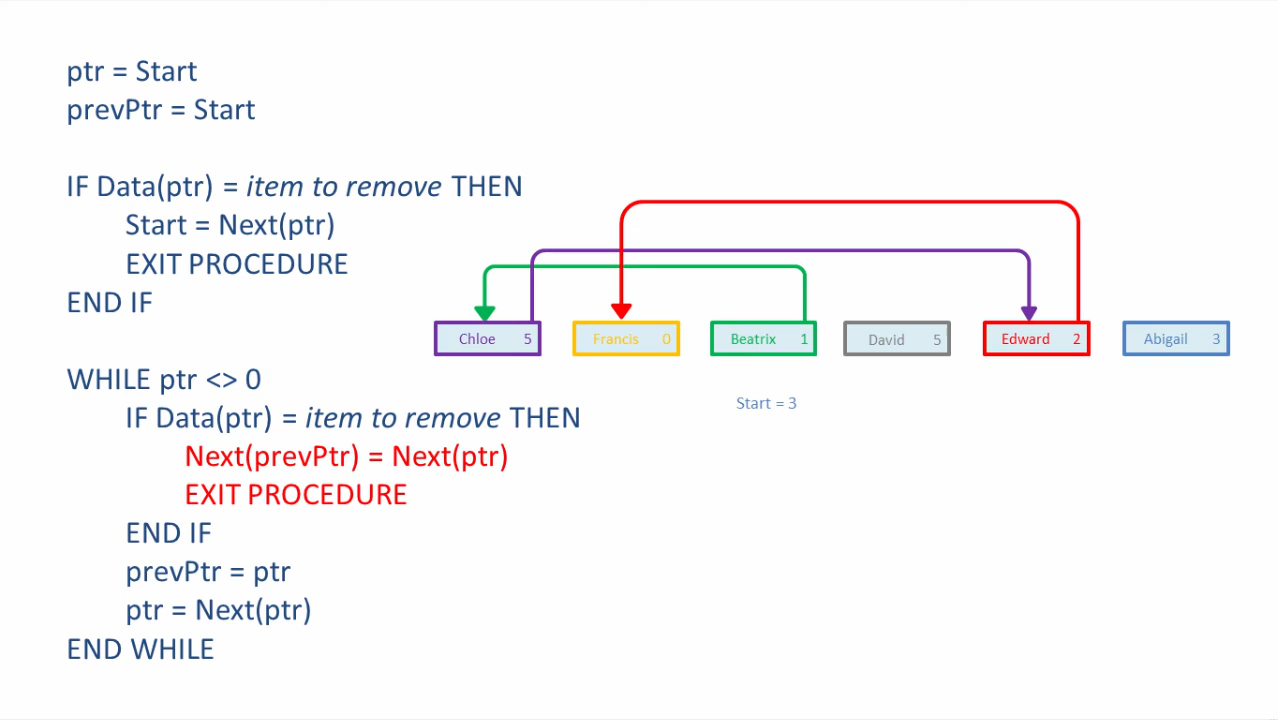 ptr = Start
prevPtr = Start
IF Data(ptr) = item to remove THEN
Start = Next(ptr)
EXIT PROCEDURE
END IF
WHILE ptr <> 0
IF Data(ptr) = item to remove THEN
Next(prevPtr) = Next(ptr)
EXIT PROCEDURE
END IF
prevPtr = ptr
ptr = Next(ptr)
END WHILE
Chloe 5
Francis 0
Beatrix 1
David 5
Edward 2
Abigail 3
Start = 3